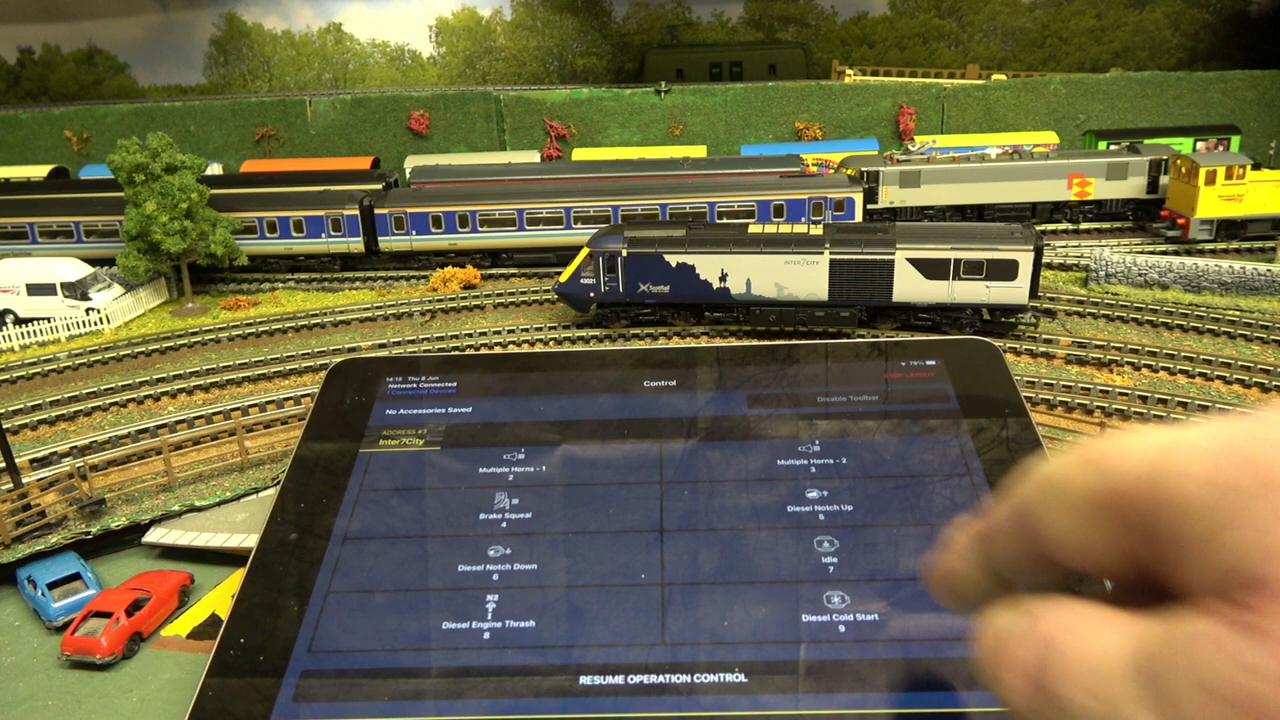 INTER7CITY
43021
ScotRail
14:15 Thu 8 Jun
79%
Network Connected
1 Connected Devices
Control
STOP LAYOUT
No Accessories Saved
Disable Toolbar
ADDRESS #3
Inter7City
Multiple Horns - 1
2
Multiple Horns - 2
3
Brake Squeal
4
Diesel Notch Up
5
Diesel Notch Down
6
Idle
7
N2
Diesel Engine Thrash
8
Diesel Cold Start
9
RESUME OPERATION CONTROL